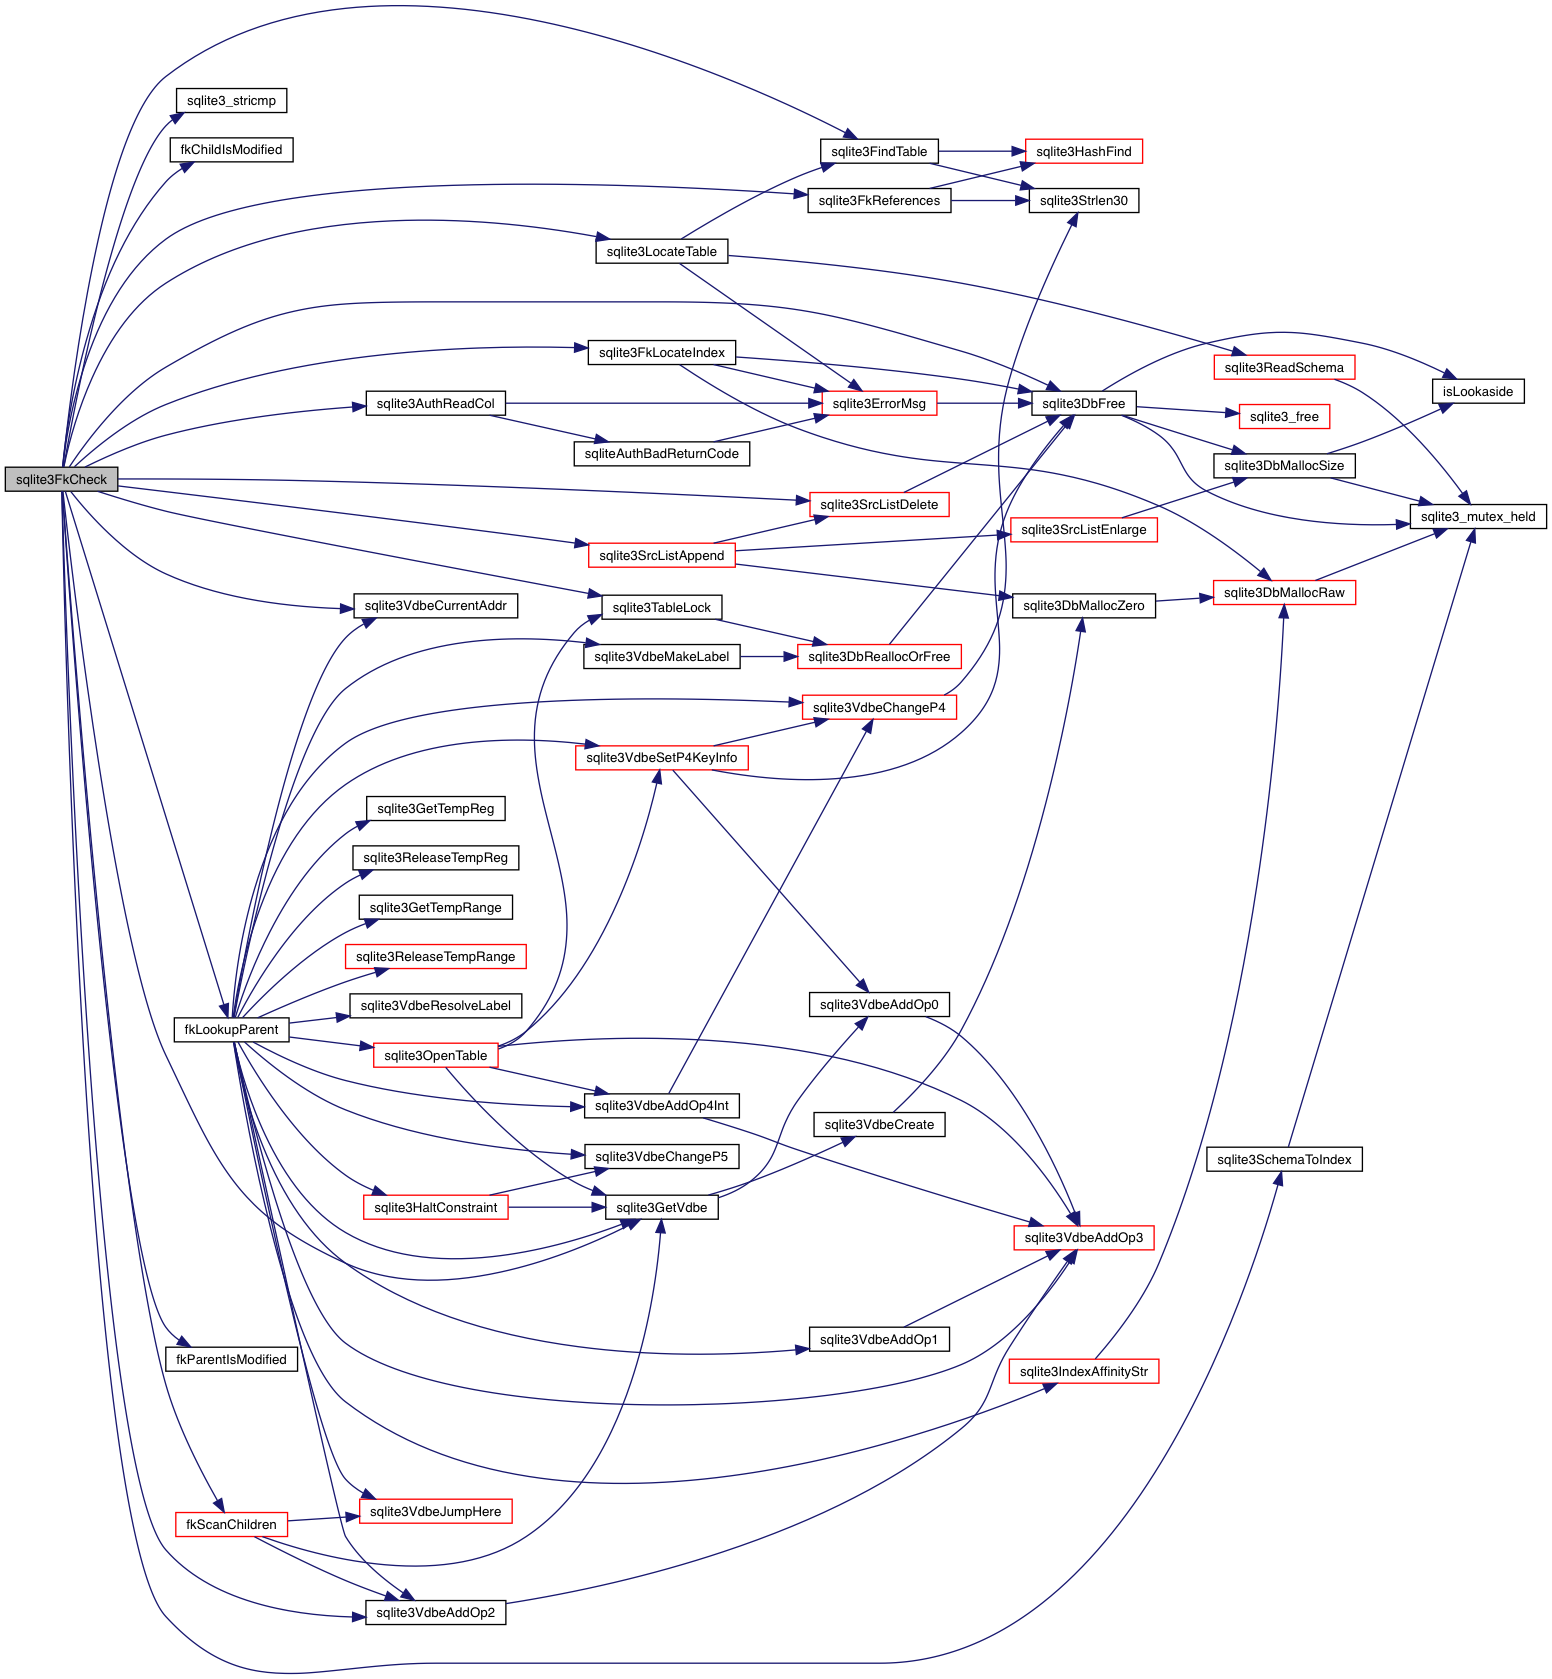 sqlite3_stricmp
fkChildIsModified
sqlite3FindTable
sqlite3HashFind
sqlite3FkReferences
sqlite3Strlen30
sqlite3LocateTable
sqlite3FkLocateIndex
sqlite3ReadSchema
isLookaside
sqlite3AuthReadCol
sqlite3ErrorMsg
sqlite3DbFree
sqlite3_free
sqliteAuthBadReturnCode
sqlite3DbMallocSize
sqlite3FkCheck
sqlite3SrcListDelete
sqlite3_mutex_held
sqlite3SrcListEnlarge
sqlite3SrcListAppend
sqlite3DbMallocRaw
sqlite3VdbeCurrentAddr
sqlite3TableLock
sqlite3DbMallocZero
sqlite3VdbeMakeLabel
sqlite3DbReallocOrFree
sqlite3VdbeChangeP4
sqlite3VdbeSetP4KeyInfo
sqlite3GetTempReg
sqlite3ReleaseTempReg
sqlite3GetTempRange
sqlite3ReleaseTempRange
sqlite3VdbeResolveLabel
sqlite3VdbeAddOp0
fkLookupParent
sqlite3OpenTable
sqlite3VdbeAddOp4Int
sqlite3VdbeCreate
sqlite3VdbeChangeP5
sqlite3SchemaToIndex
sqlite3HaltConstraint
sqlite3GetVdbe
sqlite3VdbeAddOp3
sqlite3VdbeAddOp1
fkParentIsModified
sqlite3IndexAffinityStr
sqlite3VdbeJumpHere
fkScanChildren
sqlite3VdbeAddOp2